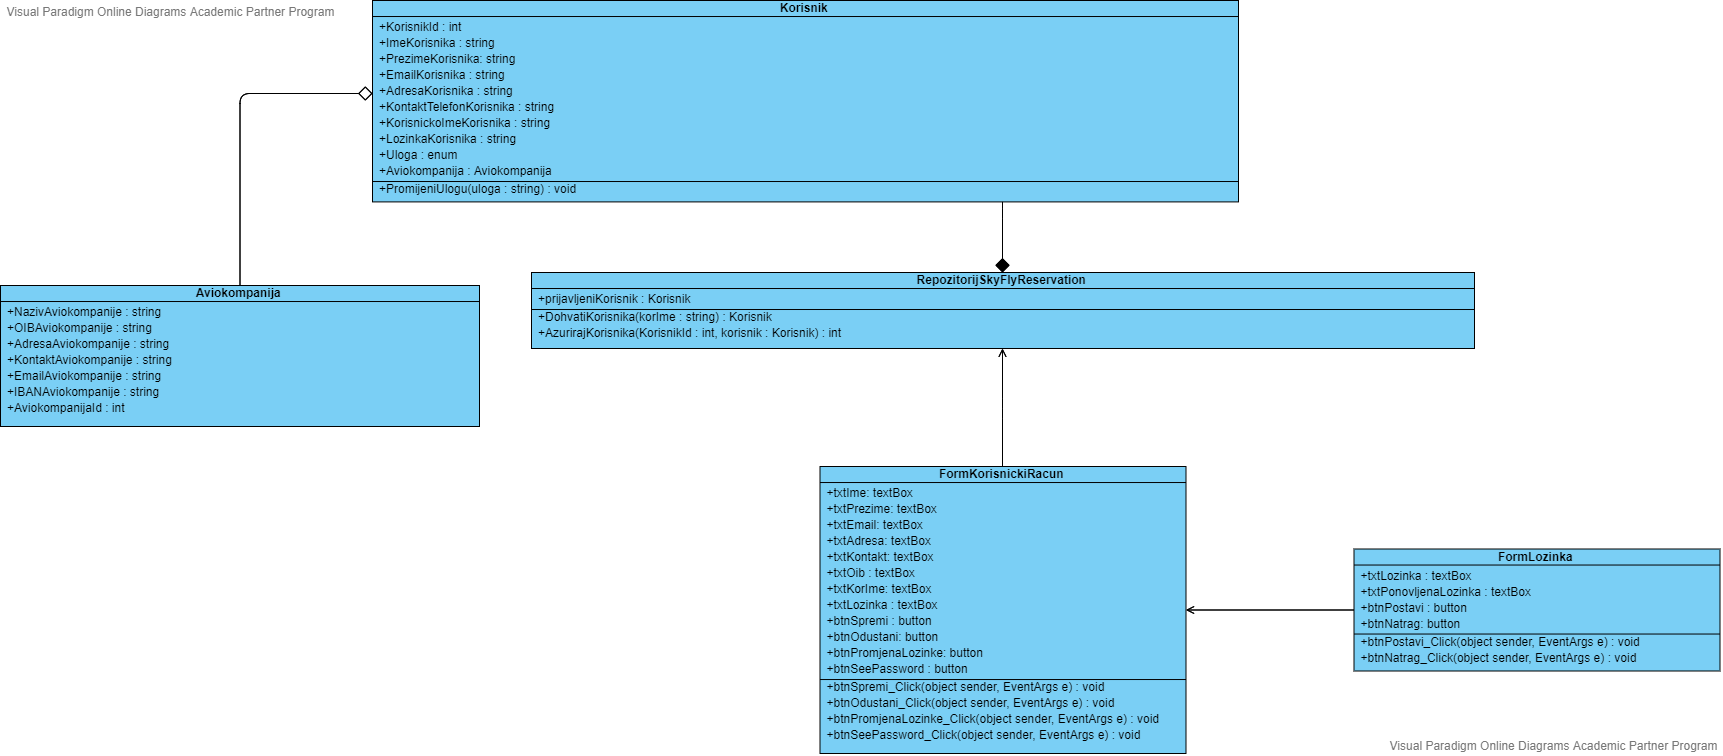 Visual Paradigm Online Diagrams Academic Partner Program
Korisnik
+KorisnikId : int
+ImeKorisnika : string
+PrezimeKorisnika: string
+EmailKorisnika : string
+AdresaKorisnika : string
+KontaktTelefonKorisnika : string
+KorisnickoImeKorisnika : string
+LozinkaKorisnika : string
+Uloga : enum
+Aviokompanija : Aviokompanija
+PromijeniUlogu(uloga : string) : void
Aviokompanija
+NazivAviokompanije : string
+OIBAviokompanije : string
+AdresaAviokompanije : string
+KontaktAviokompanije : string
+EmailAviokompanije : string
+IBANAviokompanije : string
+AviokompanijaId : int
RepozitorijSkyFlyReservation
+prijavljeniKorisnik : Korisnik
+DohvatiKorisnika(korIme : string) : Korisnik
+AzurirajKorisnika(KorisnikId : int, korisnik : Korisnik) : int
FormKorisnickiRacun
+txtIme: textBox
+txtPrezime: textBox
+txtEmail: textBox
+txtAdresa: textBox
+txtKontakt: textBox
+txtOib : textBox
+txtKorIme: textBox
+txtLozinka : textBox
+btnSpremi : button
+btnOdustani: button
+btnPromjenaLozinke: button
+btnSeePassword : button
+btnSpremi_Click(object sender, EventArgs e) : void
+btnOdustani_Click(object sender, EventArgs e) : void
+btnPromjenaLozinke_Click(object sender, EventArgs e) : void
+btnSeePassword_Click(object sender, EventArgs e) : void
FormLozinka
+txtLozinka : textBox
+txtPonovljenaLozinka : textBox
+btnPostavi : button
+btnNatrag: button
+btnPostavi_Click(object sender, EventArgs e) : void
+btnNatrag_Click(object sender, EventArgs e) : void
Visual Paradigm Online Diagrams Academic Partner Program